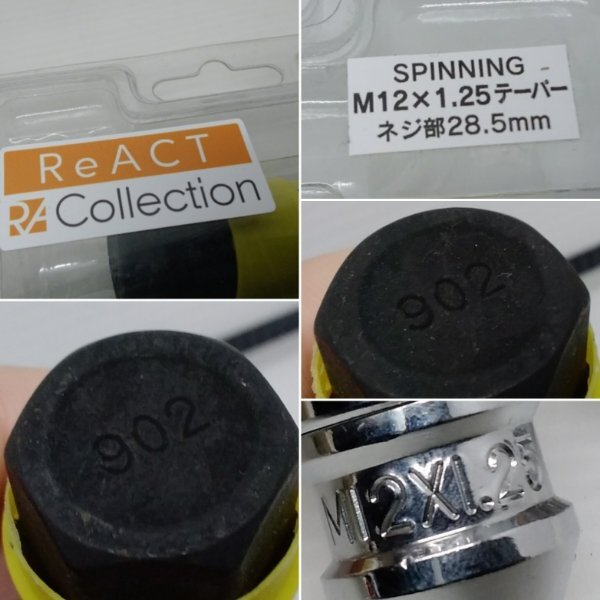 ReACT
RA Collection
SPINNING
M12×1.25テーパー
ネジ部28.5mm
902
902
M12X1.25